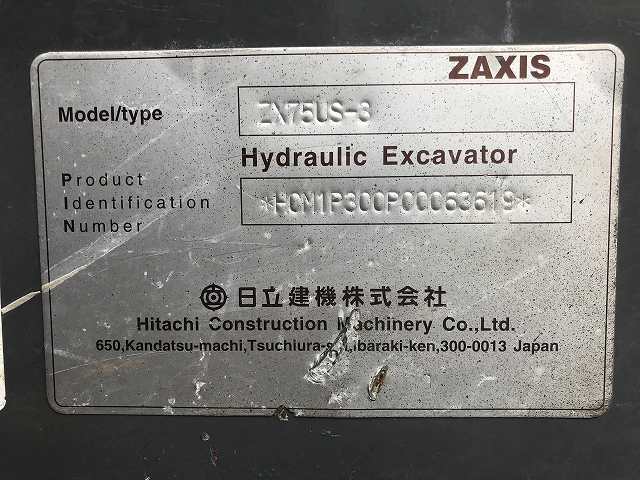 ZAXIS
Model/type ZX75US-3
Hydraulic Excavator
Product
Identification
Number
*HCM1P300P00063619*
日立建機株式会社
Hitachi Construction Machinery Co.,Ltd.
650,Kandatsu-machi,Tsuchiura-s i,Ibaraki-ken,300-0013 Japan